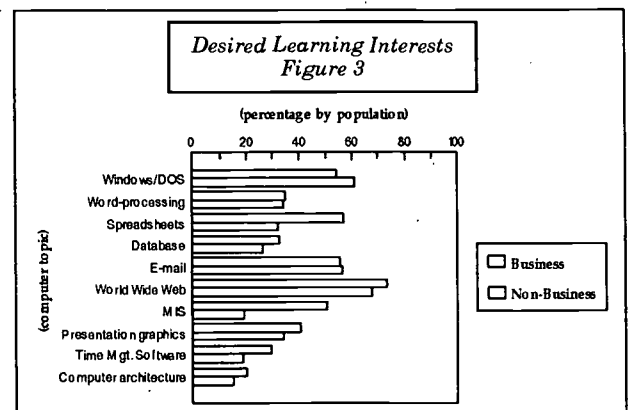 Desired Learning Interests
Figure 3
(percentage by population)
0 20 40 60 80 100
Windows/DOS
Word-processing
Spreadsheets
Database
E-mail
World Wide Web
MIS
Presentation graphics
Time Mgt. Software
Computer architecture
(computer topic)
Business
Non-Business